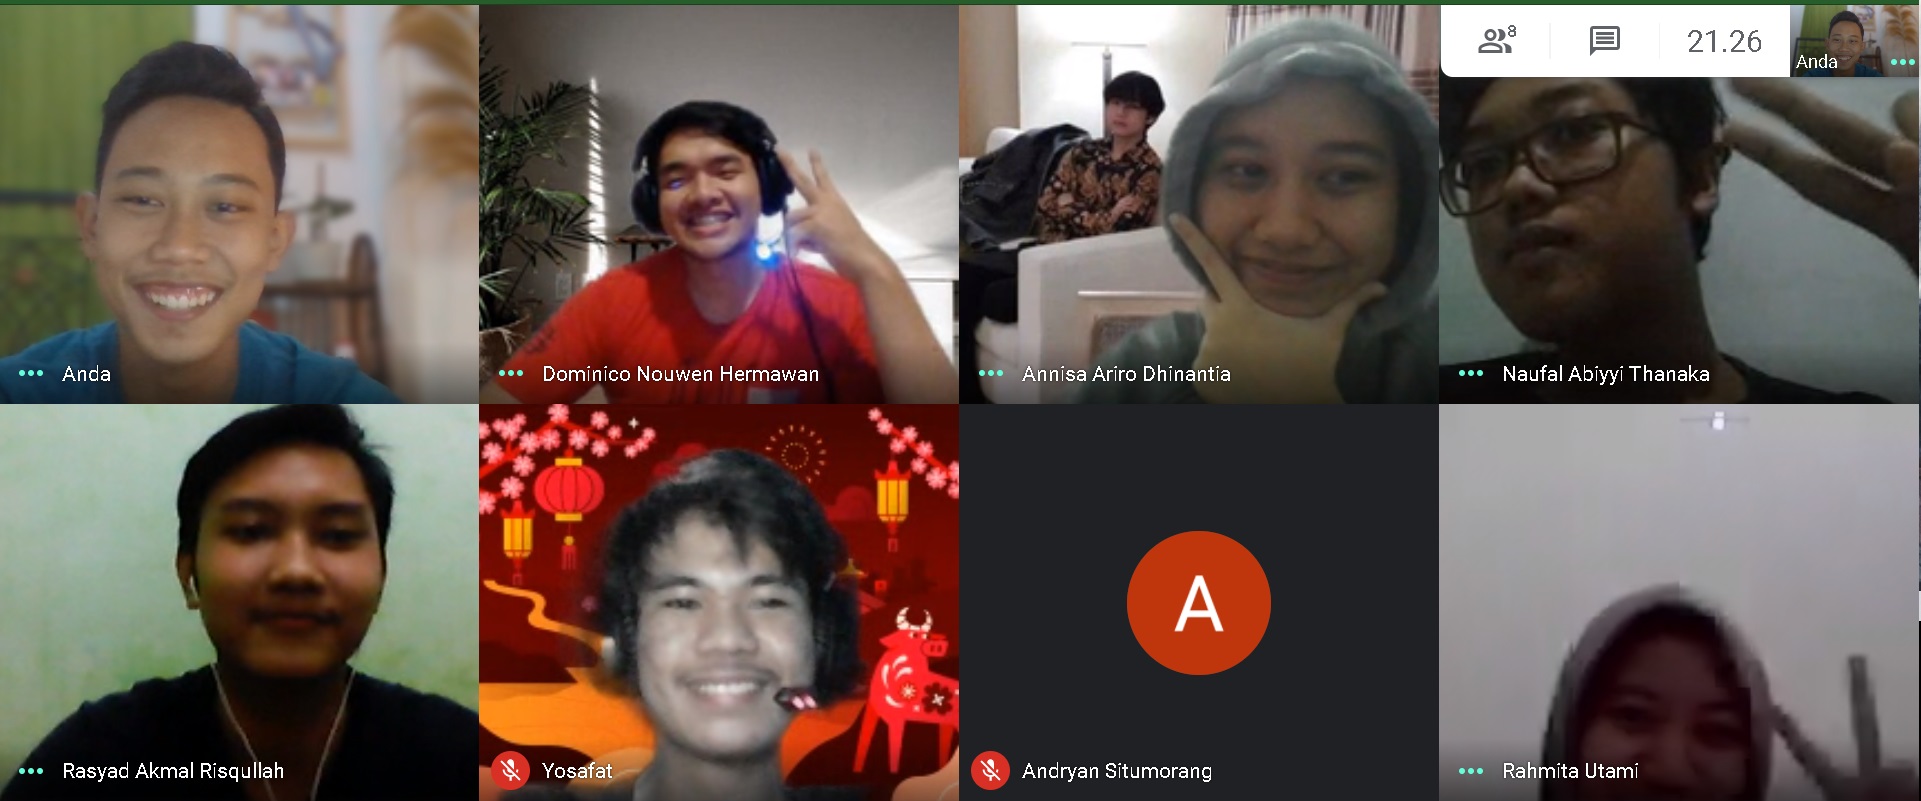 8
21.26
Anda
Anda
Dominico Nouwen Hermawan
Annisa Ariro Dhinantia
Naufal Abiyyi Thanaka
Rasyad Akmal Risqullah
Yosafat
A
Andryan Situmorang
Rahmita Utami